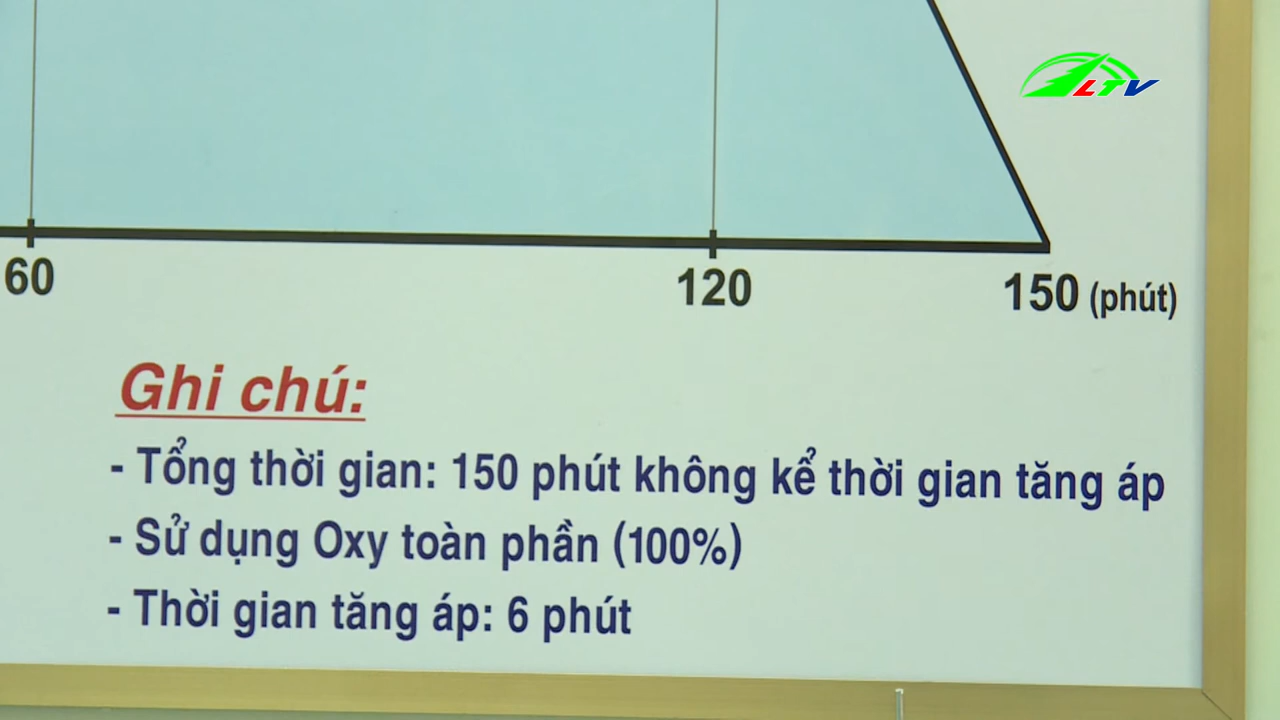 LTV
60
120
150 (phút)
Ghi chú:
- Tổng thời gian: 150 phút không kể thời gian tăng áp
- Sử dụng Oxy toàn phần (100%)
- Thời gian tăng áp: 6 phút